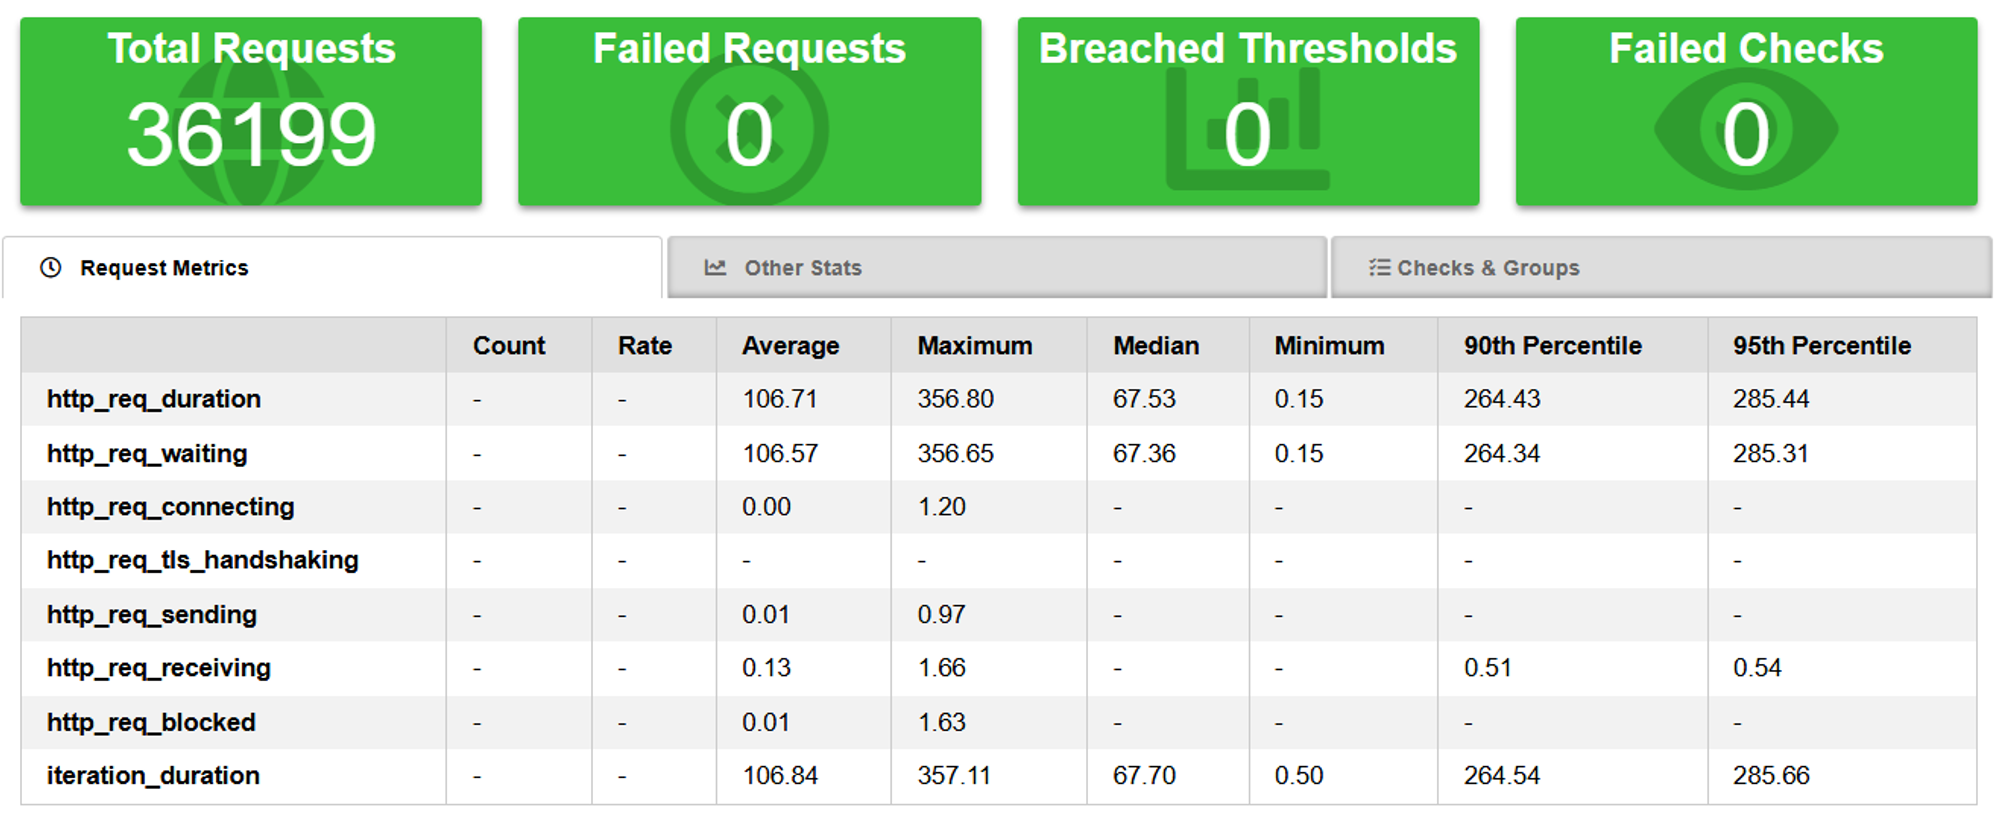 Total Requests Failed Requests Breached Thresholds Failed Checks
36199 0 0 0
Request Metrics Other Stats Checks & Groups
Count Rate Average Maximum Median Minimum 90th Percentile 95th Percentile
http_req_duration - - 106.71 356.80 67.53 0.15 264.43 285.44
http_req_waiting - - 106.57 356.65 67.36 0.15 264.34 285.31
http_req_connecting - - 0.00 1.20 - - - -
http_req_tls_handshaking - - - - - - - -
http_req_sending - - 0.01 0.97 - - - -
http_req_receiving - - 0.13 1.66 - - 0.51 0.54
http_req_blocked - - 0.01 1.63 - - - -
iteration_duration - - 106.84 357.11 67.70 0.50 264.54 285.66